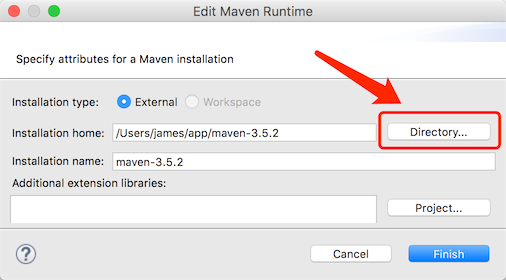 Edit Maven Runtime
Specify attributes for a Maven installation
Installation type: External Workspace
Installation home: /Users/james/app/maven-3.5.2 Directory...
Installation name: maven-3.5.2
Additional extension libraries:
Project...
? Cancel Finish